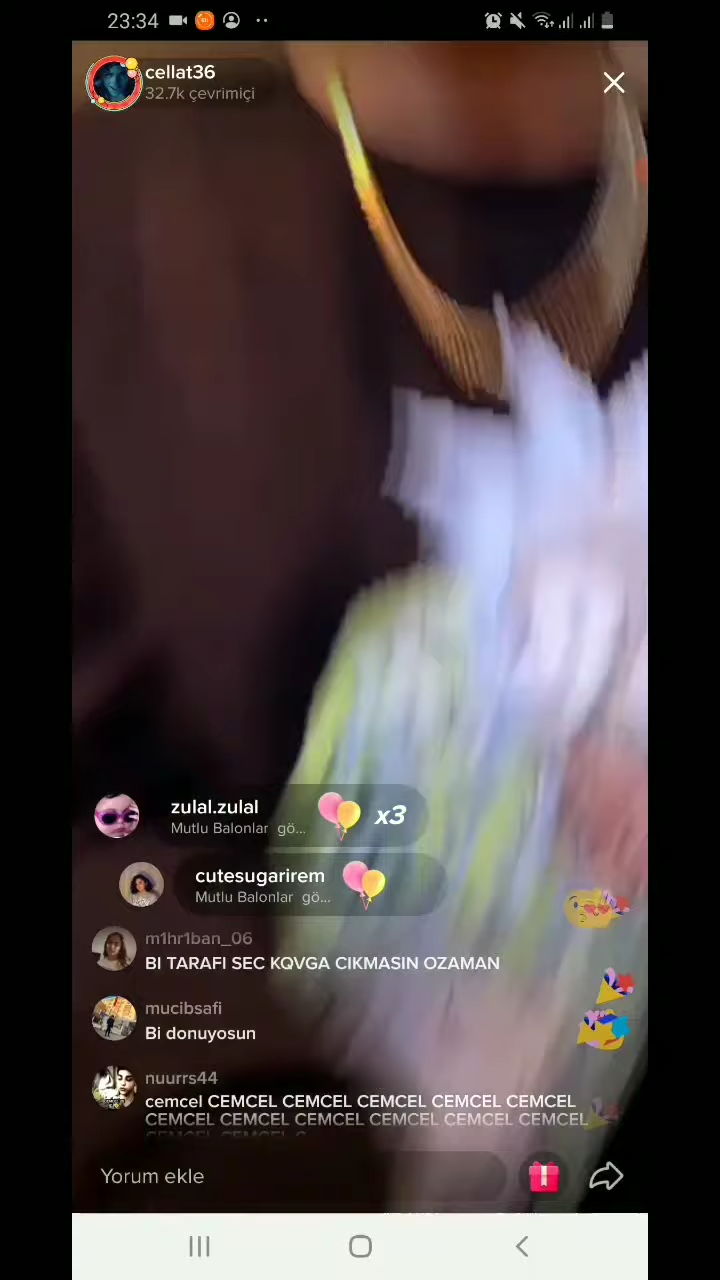 23:34
cellat36
32.7k çevrimiçi
zulal.zulal
Mutlu Balonlar gö...
x3
cutesugarirem
Mutlu Balonlar gö...
m1hr1ban_06
BI TARAFI SEC KQVGA CIKMASIN OZAMAN
mucibsafi
Bi donuyosun
nuurrs44
cemcel CEMCEL CEMCEL CEMCEL CEMCEL CEMCEL
CEMCEL CEMCEL CEMCEL CEMCEL CEMCEL CEMCEL
Yorum ekle